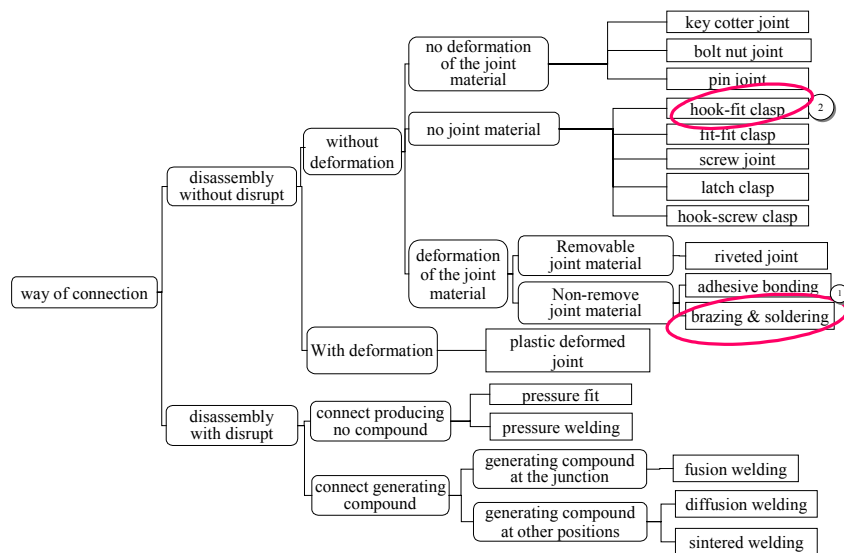 key cotter joint
no deformation
of the joint
material
bolt nut joint
pin joint
hook-fit clasp
2
without
deformation
no joint material
fit-fit clasp
screw joint
disassembly
without disrupt
latch clasp
hook-screw clasp
deformation
of the joint
material
Removable
joint material
riveted joint
way of connection
Non-remove
joint material
adhesive bonding
1
brazing & soldering
With deformation
plastic deformed
joint
disassembly
with disrupt
connect producing
no compound
pressure fit
pressure welding
connect generating
compound
generating compound
at the junction
fusion welding
generating compound
at other positions
diffusion welding
sintered welding